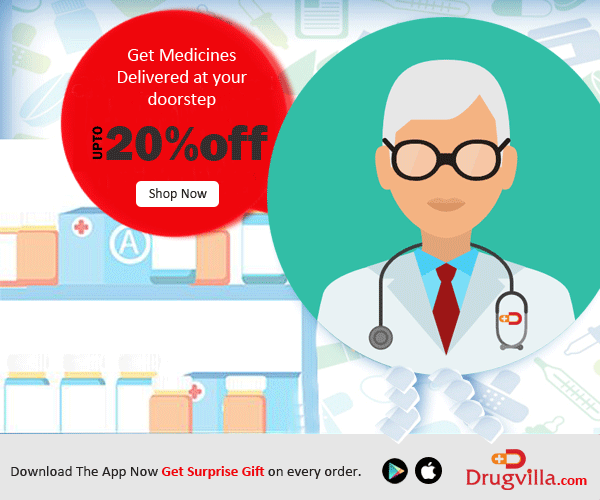 Get Medicines
Delivered at your
doorstep
UPTO
20%off
Shop Now
A
Download The App Now Get Surprise Gift on every order.
Drugvilla.com